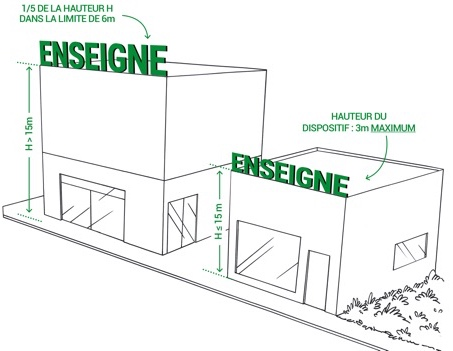 1/5 DE LA HAUTEUR H
DANS LA LIMITE DE 6m
ENSEIGNE
H > 15m
HAUTEUR DU
DISPOSITIF : 3m MAXIMUM
ENSEIGNE
H ≤ 15 m